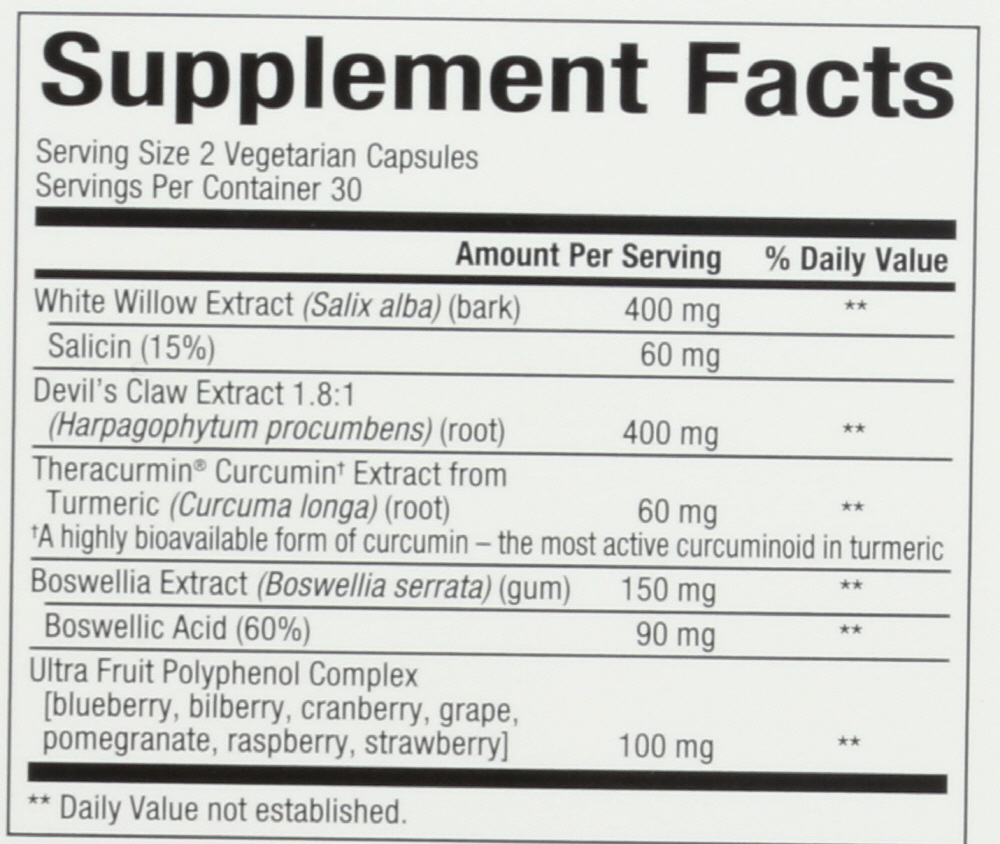 Supplement Facts
Serving Size 2 Vegetarian Capsules
Servings Per Container 30
Amount Per Serving % Daily Value
White Willow Extract (Salix alba) (bark) 400 mg **
Salicin (15%) 60 mg
Devil's Claw Extract 1.8:1
(Harpagophytum procumbens) (root) 400 mg **
Theracurmin® Curcumin† Extract from
Turmeric (Curcuma longa) (root) 60 mg **
†A highly bioavailable form of curcumin – the most active curcuminoid in turmeric
Boswellia Extract (Boswellia serrata) (gum) 150 mg **
Boswellic Acid (60%) 90 mg **
Ultra Fruit Polyphenol Complex
[blueberry, bilberry, cranberry, grape,
pomegranate, raspberry, strawberry] 100 mg **
** Daily Value not established.